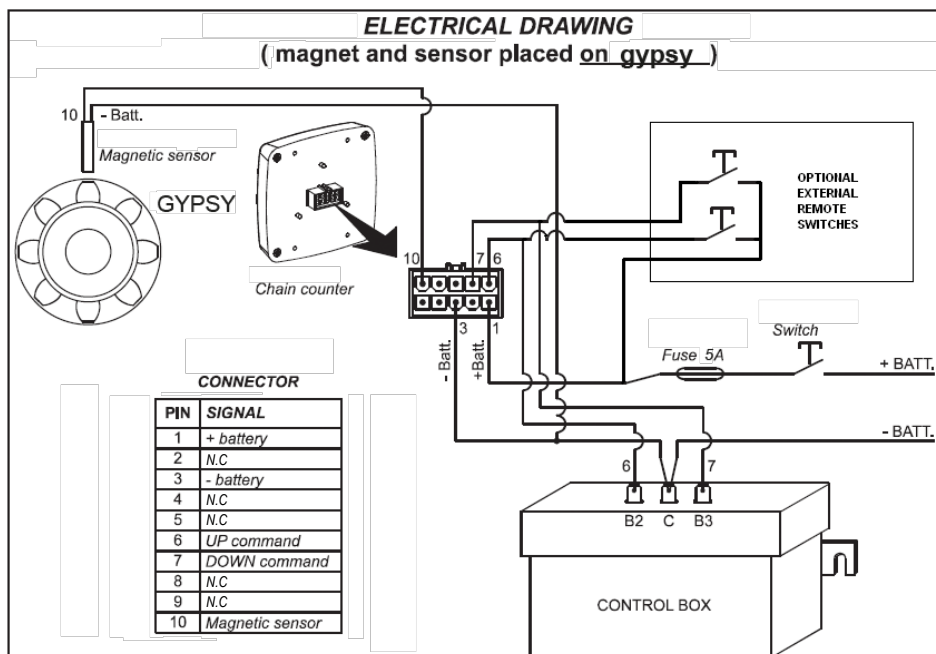 ELECTRICAL DRAWING
( magnet and sensor placed on gypsy )
10
- Batt.
Magnetic sensor
GYPSY
Chain counter
10
7
6
3
1
- Batt.
+Batt.
OPTIONAL
EXTERNAL
REMOTE
SWITCHES
Switch
Fuse 5A
+ BATT.
- BATT.
CONNECTOR
PIN SIGNAL
1 + battery
2 N.C
3 - battery
4 N.C
5 N.C
6 UP command
7 DOWN command
8 N.C
9 N.C
10 Magnetic sensor
6
7
B2 C B3
CONTROL BOX